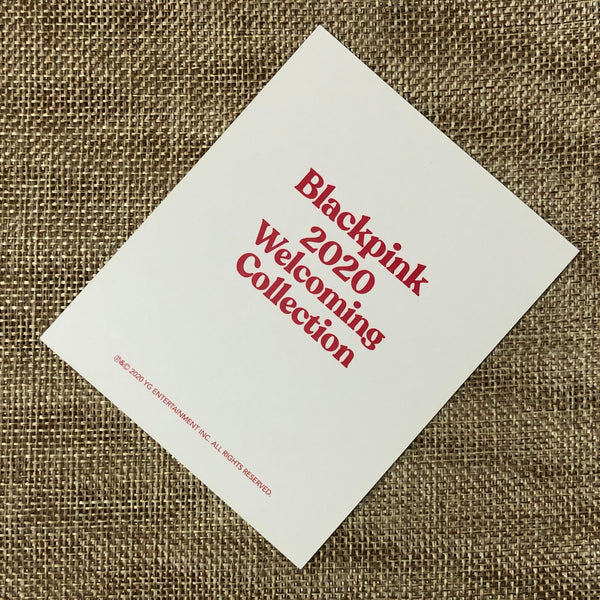 Blackpink
2020
Welcoming
Collection
℗&© 2020 YG ENTERTAINMENT INC. ALL RIGHTS RESERVED.